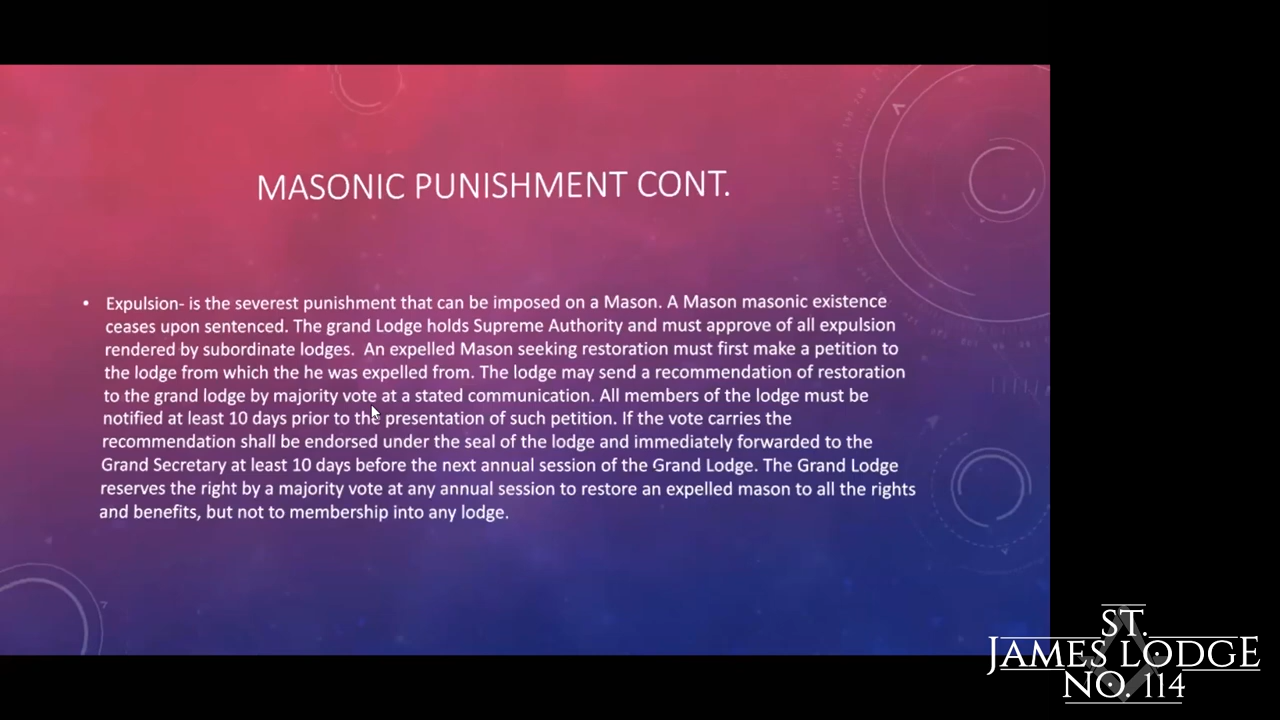 MASONIC PUNISHMENT CONT.
• Expulsion- is the severest punishment that can be imposed on a Mason. A Mason masonic existence
ceases upon sentenced. The grand Lodge holds Supreme Authority and must approve of all expulsion
rendered by subordinate lodges.  An expelled Mason seeking restoration must first make a petition to
the lodge from which the he was expelled from. The lodge may send a recommendation of restoration
to the grand lodge by majority vote at a stated communication. All members of the lodge must be
notified at least 10 days prior to the presentation of such petition. If the vote carries the
recommendation shall be endorsed under the seal of the lodge and immediately forwarded to the
Grand Secretary at least 10 days before the next annual session of the Grand Lodge. The Grand Lodge
reserves the right by a majority vote at any annual session to restore an expelled mason to all the rights
and benefits, but not to membership into any lodge.
ST.
JAMES LODGE
NO. 114